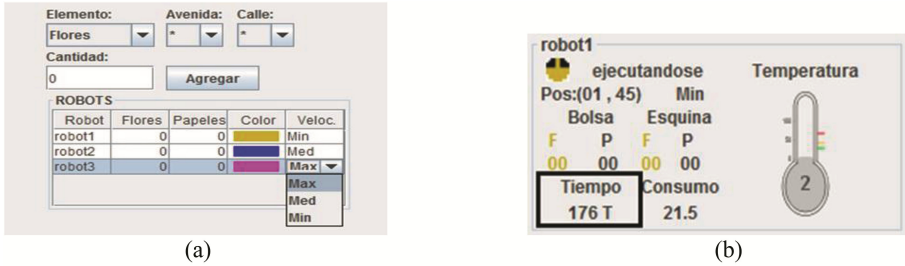 Elemento: Avenida: Calle:
Flores * *
Cantidad:
0 Agregar
ROBOTS
Robot Flores Papeles Color Veloc.
robot1 0 0 Min
robot2 0 0 Med
robot3 0 0 Max
Max
Med
Min
(a)
robot1
ejecutandose Temperatura
Pos:(01 , 45) Min
Bolsa Esquina
F P F P
00 00 00 00
Tiempo Consumo
176 T 21.5
2
(b)